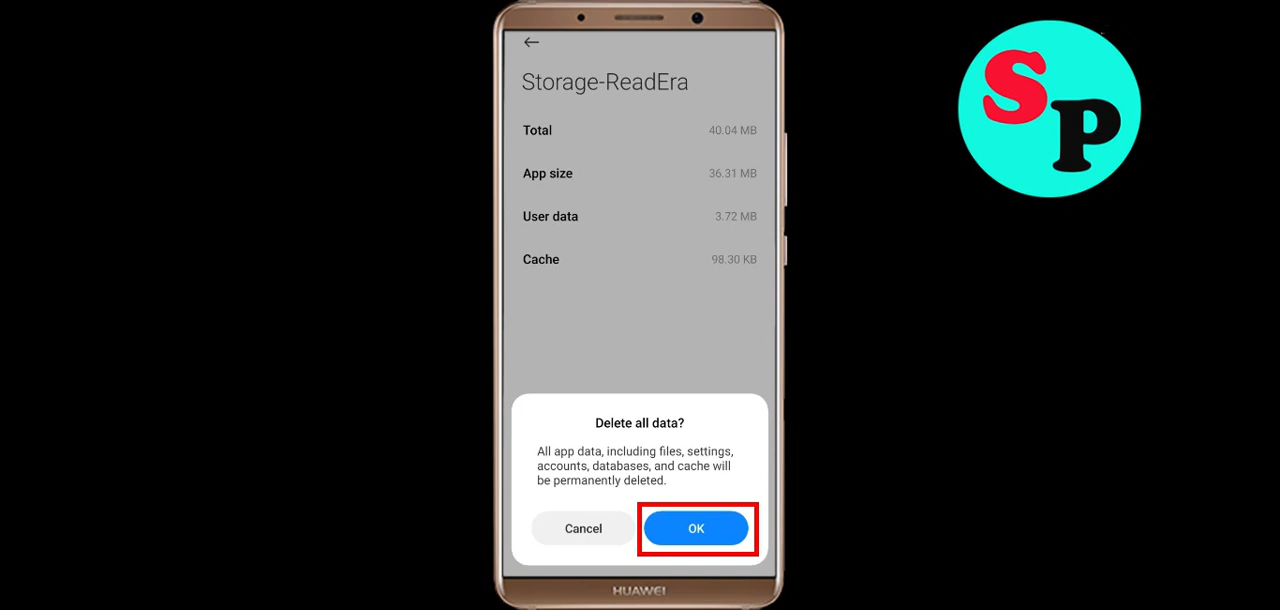 Storage-ReadEra
Total 40.04 MB
App size 36.31 MB
User data 3.72 MB
Cache 98.30 KB
Delete all data?
All app data, including files, settings,
accounts, databases, and cache will
be permanently deleted.
Cancel OK
HUAWEI
SP